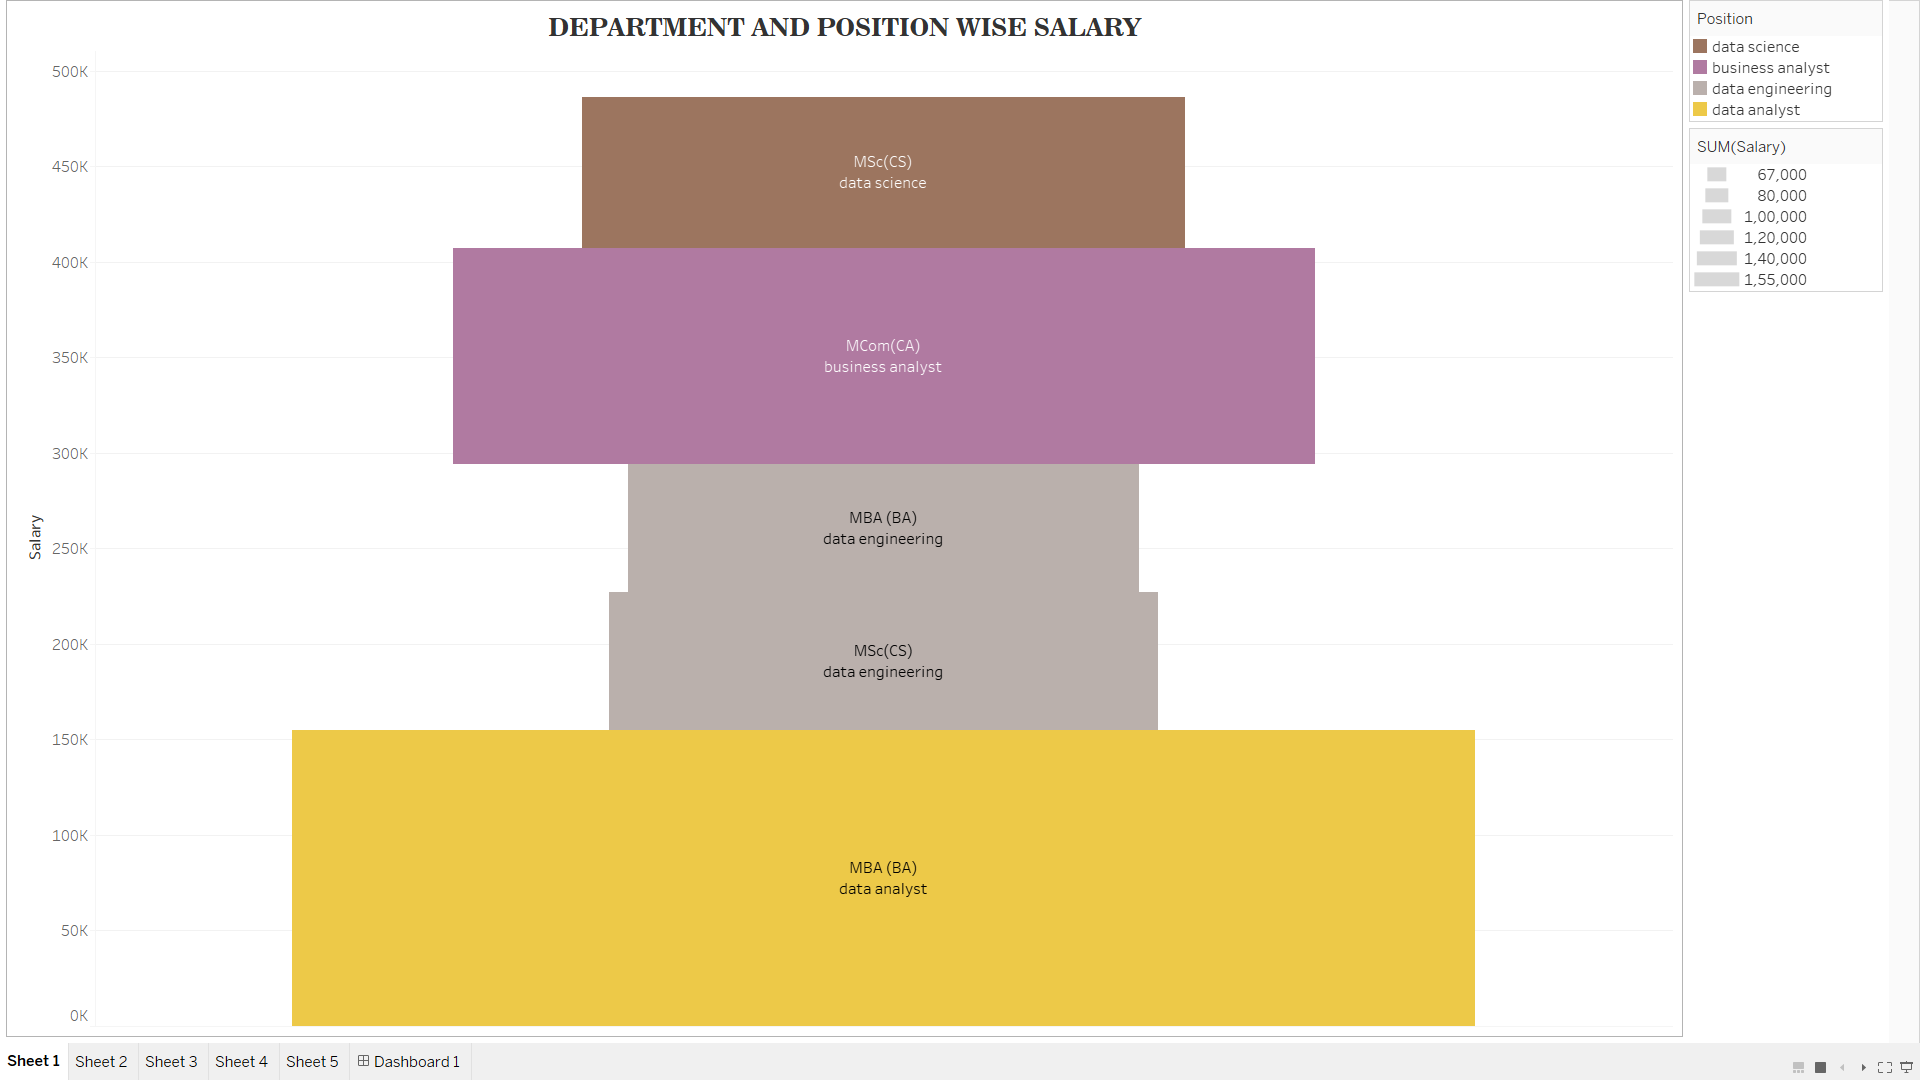 DEPARTMENT AND POSITION WISE SALARY
500K
450K
400K
350K
300K
250K
200K
150K
100K
50K
0K
Salary
MSc(CS)
data science
MCom(CA)
business analyst
MBA (BA)
data engineering
MSc(CS)
data engineering
MBA (BA)
data analyst
Position
data science
business analyst
data engineering
data analyst
SUM(Salary)
67,000
80,000
1,00,000
1,20,000
1,40,000
1,55,000
Sheet 1 Sheet 2 Sheet 3 Sheet 4 Sheet 5 Dashboard 1